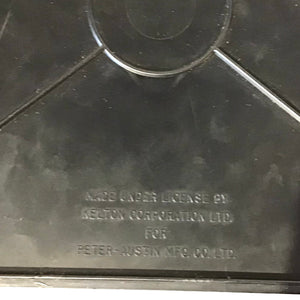 MADE UNDER LICENSE BY
KELTON CORPORATION LTD.
FOR
PETER-AUSTIN MFG. CO. LTD.